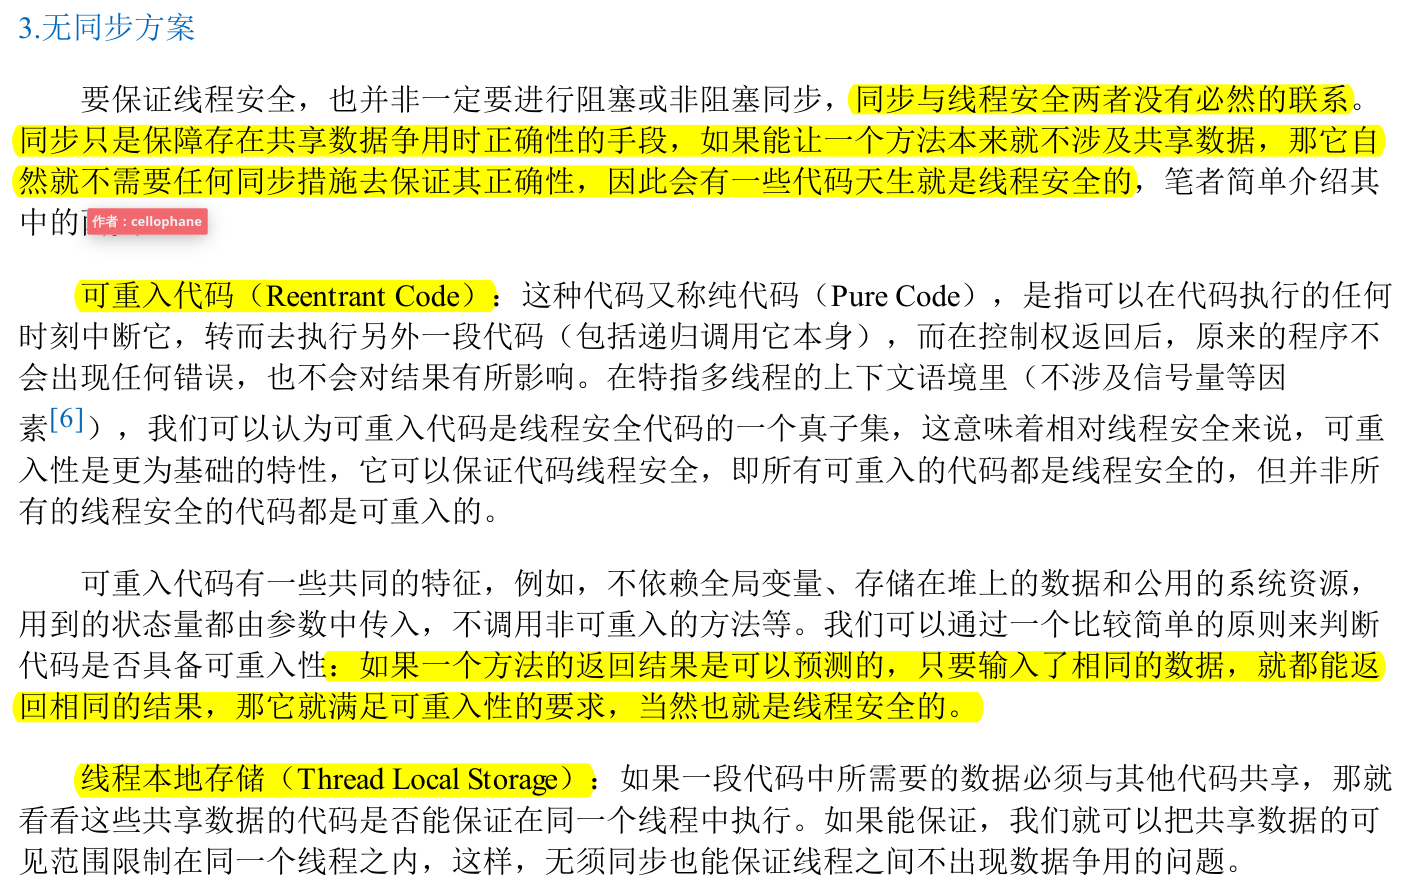 3.无同步方案
要保证线程安全，也并非一定要进行阻塞或非阻塞同步，同步与线程安全两者没有必然的联系。
同步只是保障存在共享数据争用时正确性的手段，如果能让一个方法本来就不涉及共享数据，那它自
然就不需要任何同步措施去保证其正确性，因此会有一些代码天生就是线程安全的，笔者简单介绍其
中的
作者：cellophane
可重入代码（Reentrant Code）：这种代码又称纯代码（Pure Code），是指可以在代码执行的任何
时刻中断它，转而去执行另外一段代码（包括递归调用它本身），而在控制权返回后，原来的程序不
会出现任何错误，也不会对结果有所影响。在特指多线程的上下文语境里（不涉及信号量等因
素[6]），我们可以认为可重入代码是线程安全代码的一个真子集，这意味着相对线程安全来说，可重
入性是更为基础的特性，它可以保证代码线程安全，即所有可重入的代码都是线程安全的，但并非所
有的线程安全的代码都是可重入的。
可重入代码有一些共同的特征，例如，不依赖全局变量、存储在堆上的数据和公用的系统资源，
用到的状态量都由参数中传入，不调用非可重入的方法等。我们可以通过一个比较简单的原则来判断
代码是否具备可重入性：如果一个方法的返回结果是可以预测的，只要输入了相同的数据，就都能返
回相同的结果，那它就满足可重入性的要求，当然也就是线程安全的。
线程本地存储（Thread Local Storage）：如果一段代码中所需要的数据必须与其他代码共享，那就
看看这些共享数据的代码是否能保证在同一个线程中执行。如果能保证，我们就可以把共享数据的可
见范围限制在同一个线程之内，这样，无须同步也能保证线程之间不出现数据争用的问题。